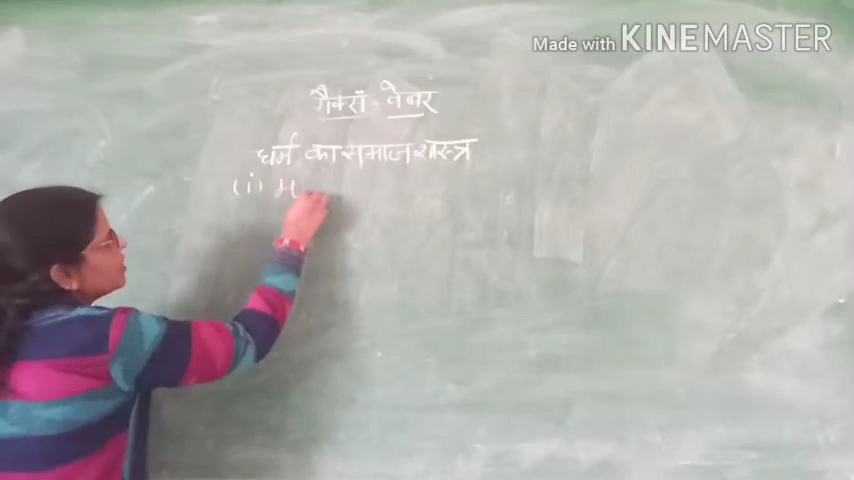 Made with KINEMASTER
मैक्स वेबर
धर्म का समाजशास्त्र
(i) म